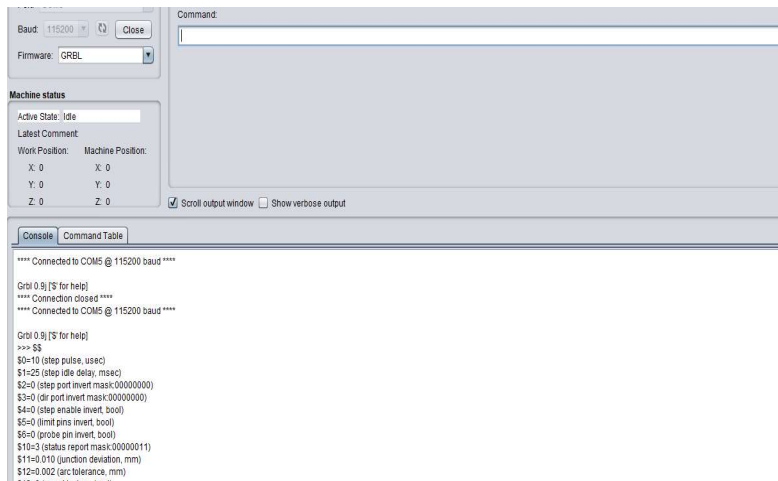 Baud: 115200 Close
Firmware: GRBL
Command:
Machine status
Active State: Idle
Latest Comment:
Work Position: Machine Position:
X: 0 X: 0
Y: 0 Y: 0
Z: 0 Z: 0
Scroll output window Show verbose output
Console Command Table
**** Connected to COM5 @ 115200 baud ****
Grbl 0.9j ['$' for help]
**** Connection closed ****
**** Connected to COM5 @ 115200 baud ****
Grbl 0.9j ['$' for help]
>>> $$
$0=10 (step pulse, usec)
$1=25 (step idle delay, msec)
$2=0 (step port invert mask:00000000)
$3=0 (dir port invert mask:00000000)
$4=0 (step enable invert, bool)
$5=0 (limit pins invert, bool)
$6=0 (probe pin invert, bool)
$10=3 (status report mask:00000011)
$11=0.010 (junction deviation, mm)
$12=0.002 (arc tolerance, mm)